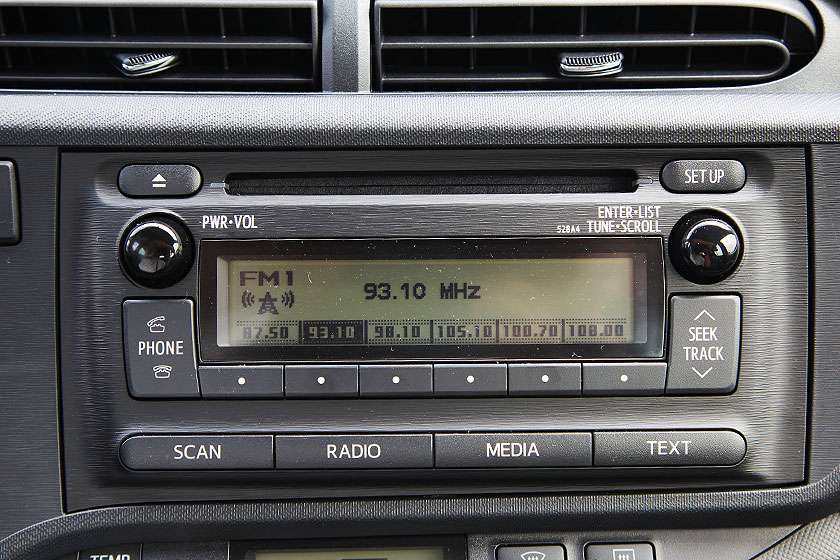 SET UP
PWR•VOL
ENTER•LIST
528A4 TUNE•SCROLL
FM1
93.10 MHz
87.50 93.10 98.10 105.10 100.70 108.00
PHONE
SEEK
TRACK
SCAN RADIO MEDIA TEXT
TEMP